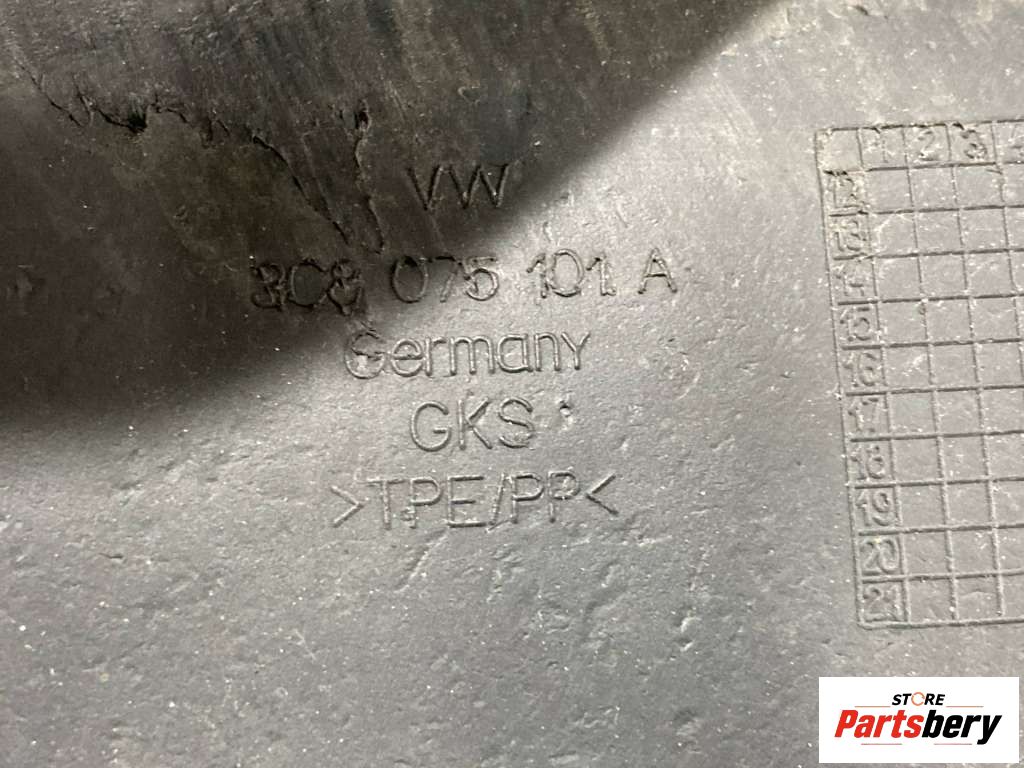 VW
3C8 075 101 A
Germany
GKS
>TPE/PP<
1 2 3 4
12
13
14
15
16
17
18
19
20
21
STORE
Partsbery